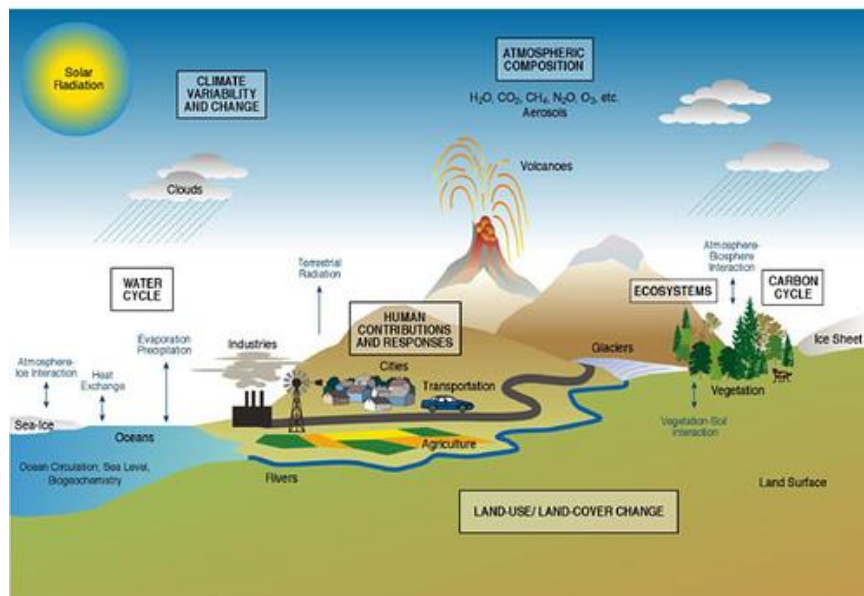 Solar
Radiation
CLIMATE
VARIABILITY
AND CHANGE
ATMOSPHERIC
COMPOSITION
H₂O, CO₂, CH₄, N₂O, O₃, etc.
Aerosols
Clouds
Volcanoes
Terrestrial
Radiation
Atmosphere-
Biosphere
Interaction
WATER
CYCLE
ECOSYSTEMS
CARBON
CYCLE
HUMAN
CONTRIBUTIONS
AND RESPONSES
Evaporation
Precipitation
Industries
Glaciers
Ice Sheet
Atmosphere-
Ice Interaction
Heat
Exchange
Cities
Transportation
Vegetation
Sea-Ice
Oceans
Agriculture
Vegetation-Soil
Interaction
Ocean Circulation, Sea Level,
Biogeochemistry
Rivers
Land Surface
LAND-USE/ LAND-COVER CHANGE